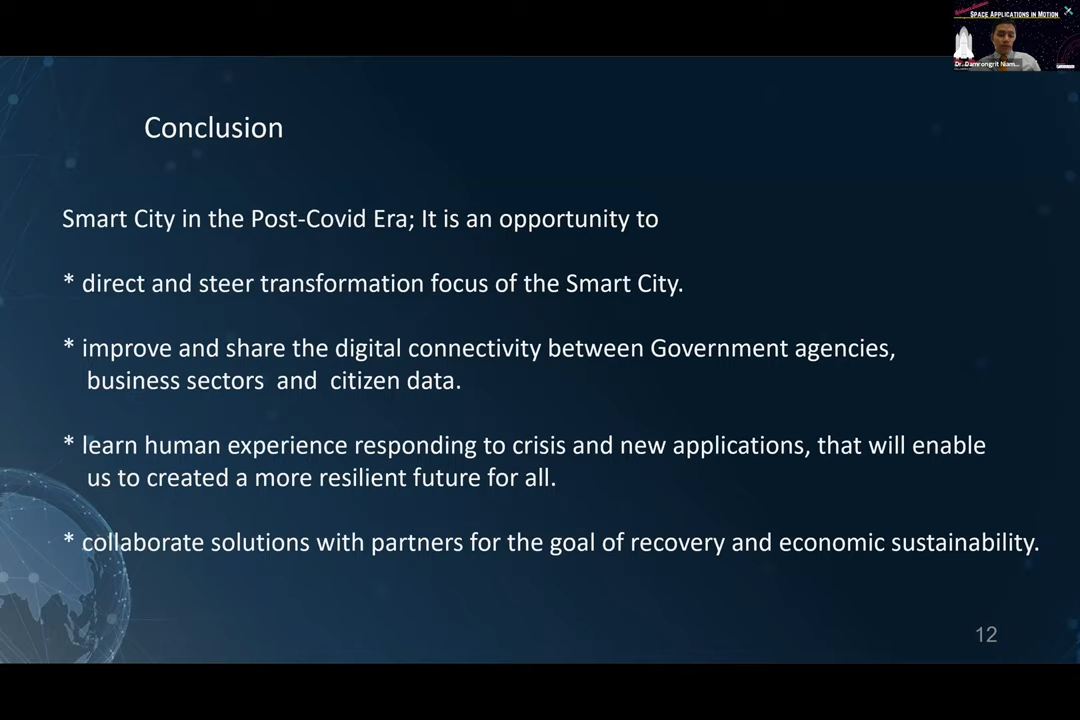 SPACE APPLICATIONS IN MOTION
Dr. Damrongrit Niam...
Conclusion
Smart City in the Post-Covid Era; It is an opportunity to
* direct and steer transformation focus of the Smart City.
* improve and share the digital connectivity between Government agencies,
business sectors and citizen data.
* learn human experience responding to crisis and new applications, that will enable
us to created a more resilient future for all.
* collaborate solutions with partners for the goal of recovery and economic sustainability.
12